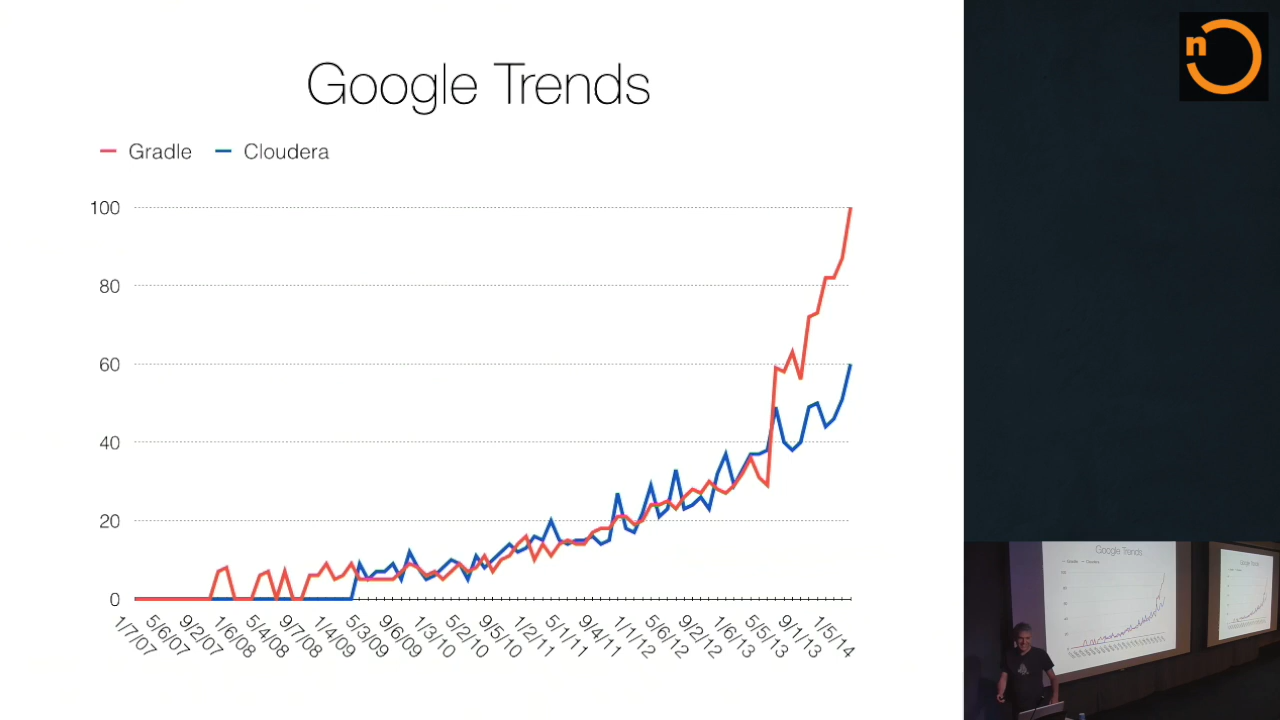 Google Trends
Gradle Cloudera
100
80
60
40
20
0
1/7/07 5/6/07 9/2/07 1/6/08 5/4/08 9/7/08 1/4/09 5/3/09 9/6/09 1/3/10 5/2/10 9/5/10 1/2/11 5/1/11 9/4/11 1/1/12 5/6/12 9/2/12 1/6/13 5/5/13 9/1/13 1/5/14
n
Google Trends
Google Trends